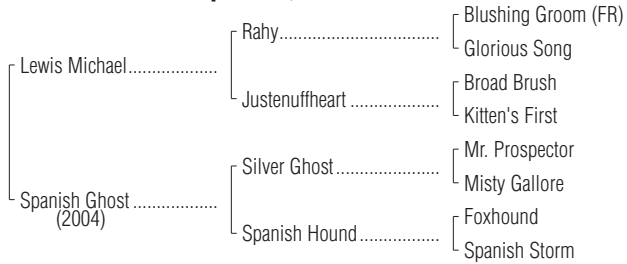 Blushing Groom (FR)
Rahy
Glorious Song
Lewis Michael
Broad Brush
Justenuffheart
Kitten's First
Mr. Prospector
Silver Ghost
Misty Gallore
Spanish Ghost
(2004)
Foxhound
Spanish Hound
Spanish Storm